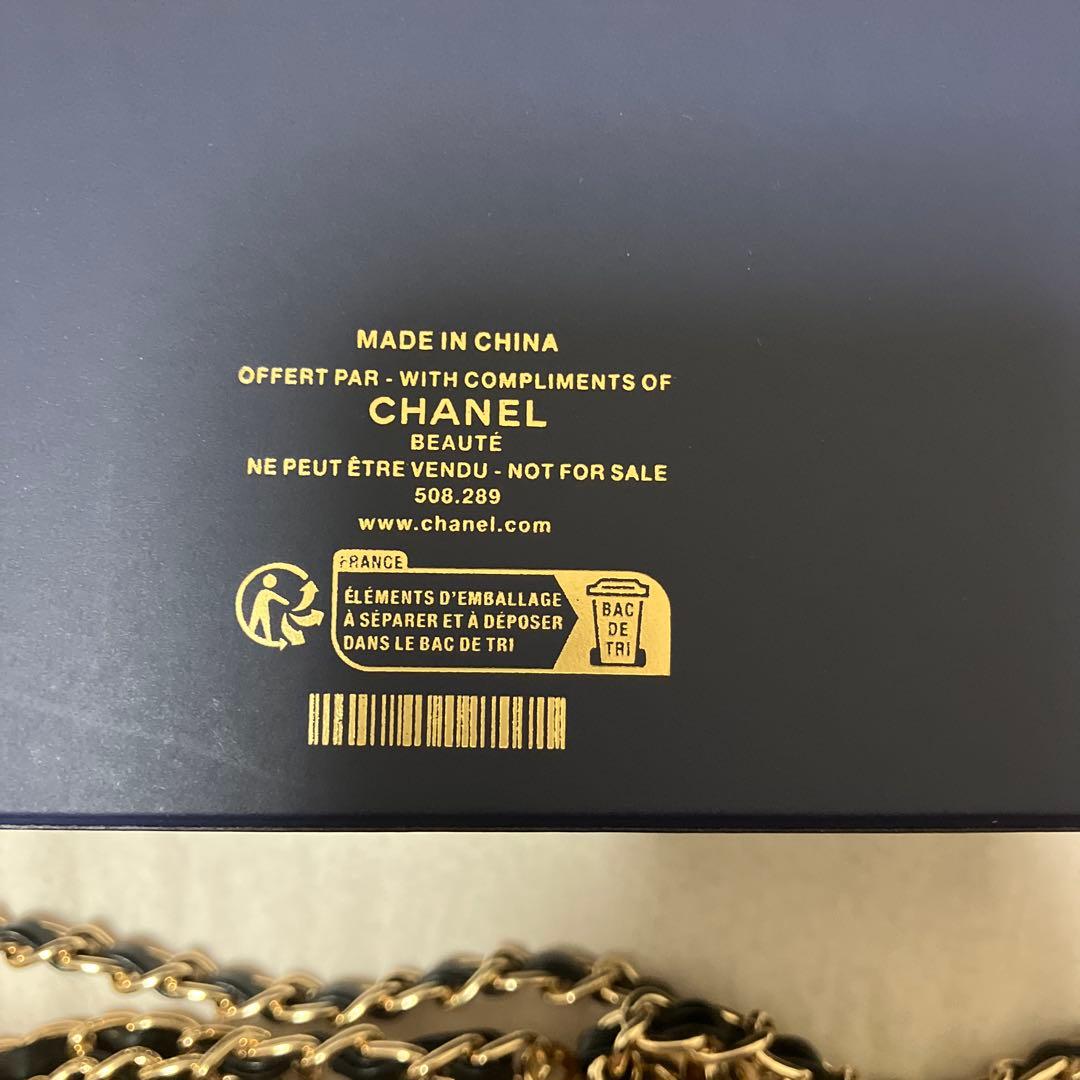 MADE IN CHINA
OFFERT PAR - WITH COMPLIMENTS OF
CHANEL
BEAUTÉ
NE PEUT ÊTRE VENDU - NOT FOR SALE
508.289
www.chanel.com
FRANCE
ÉLÉMENTS D'EMBALLAGE
À SÉPARER ET À DÉPOSER
DANS LE BAC DE TRI
BAC
DE
TRI